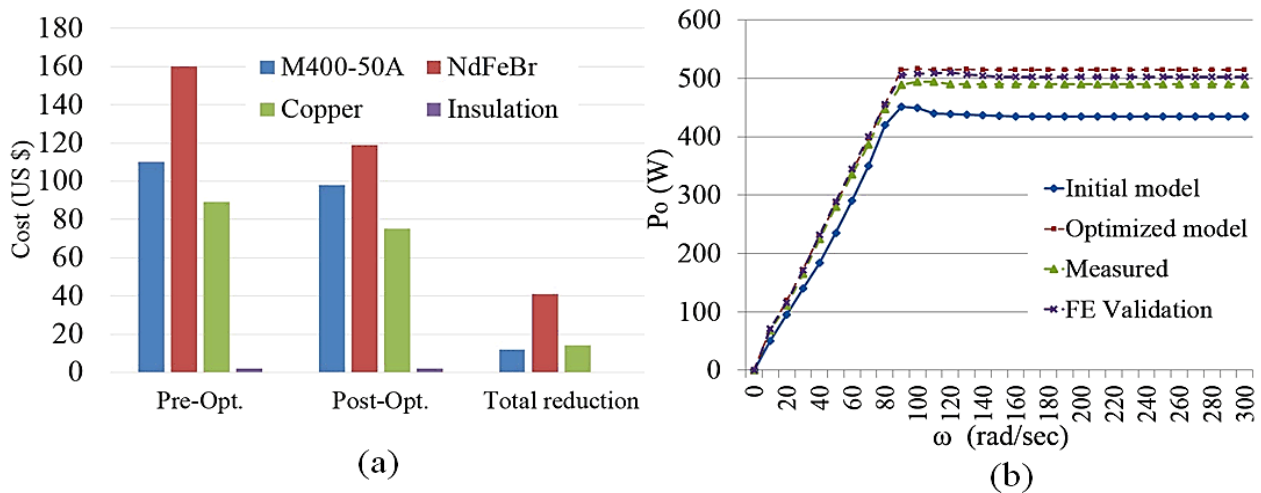 180
160
140
120
100
80
60
40
20
0
Cost (US $)
M400-50A
NdFeBr
Copper
Insulation
Pre-Opt.
Post-Opt.
Total reduction
(a)
600
500
400
300
200
100
0
Po (W)
Initial model
Optimized model
Measured
FE Validation
0
20
40
60
80
100
120
140
160
180
200
220
240
260
280
300
ω (rad/sec)
(b)